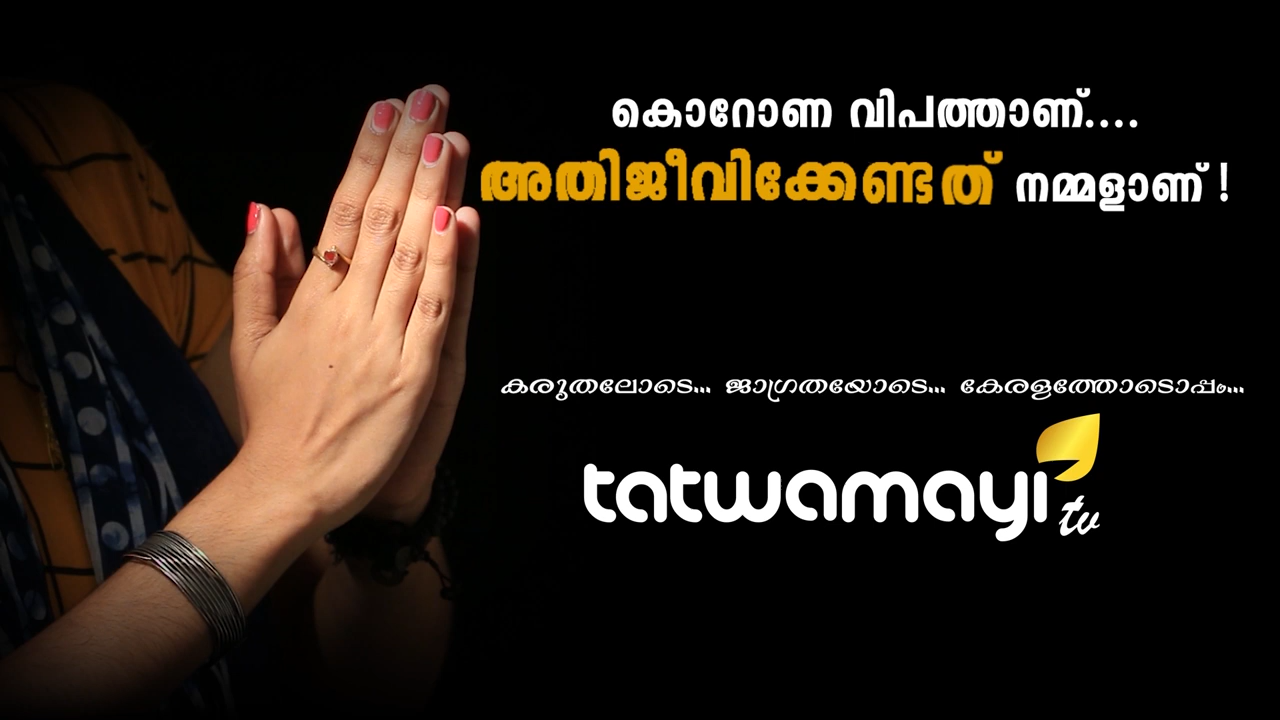 കൊറോണ വിപത്താണ്....
അതിജീവിക്കേണ്ടത് നമ്മളാണ് !
കരുതലോടെ... ജാഗ്രതയോടെ... കേരളത്തോടൊപ്പം...
tatwamayi
tv